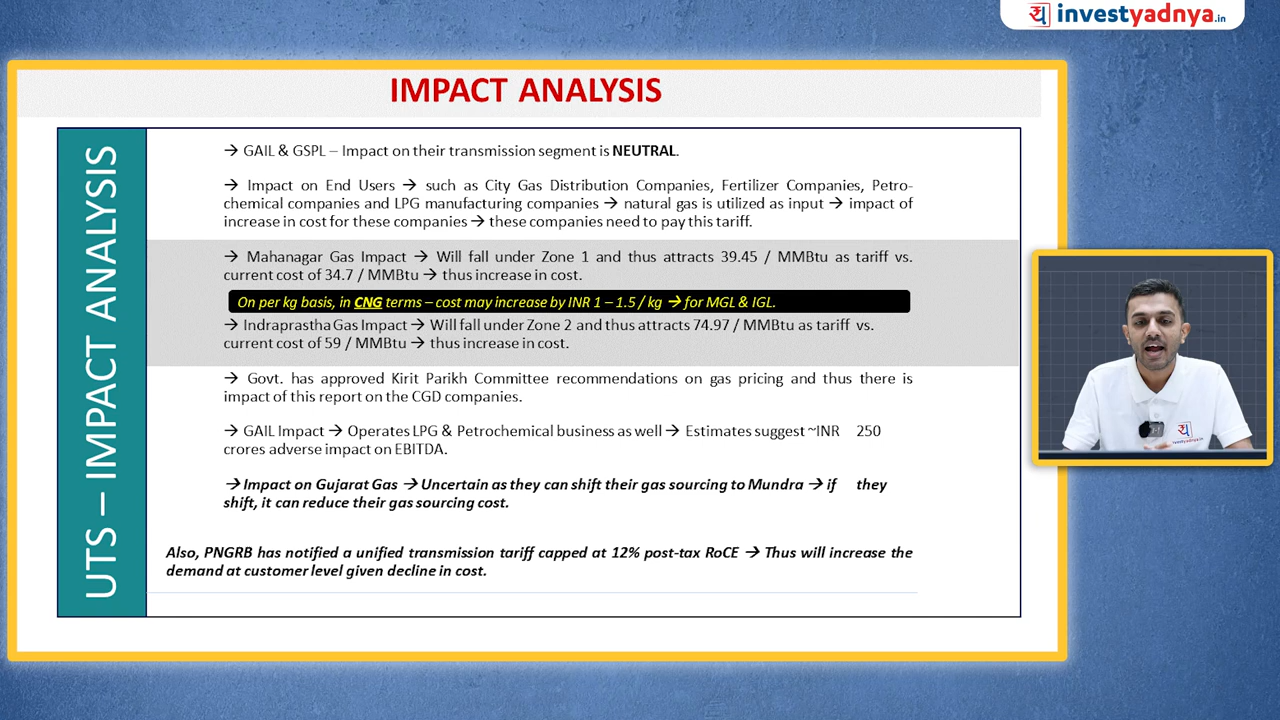 यु investyadnya.in
IMPACT ANALYSIS
UTS – IMPACT ANALYSIS
→ GAIL & GSPL – Impact on their transmission segment is NEUTRAL.
→ Impact on End Users → such as City Gas Distribution Companies, Fertilizer Companies, Petro-
chemical companies and LPG manufacturing companies → natural gas is utilized as input → impact of
increase in cost for these companies → these companies need to pay this tariff.
→ Mahanagar Gas Impact → Will fall under Zone 1 and thus attracts 39.45 / MMBtu as tariff vs.
current cost of 34.7 / MMBtu → thus increase in cost.
On per kg basis, in CNG terms – cost may increase by INR 1 – 1.5 / kg → for MGL & IGL.
→ Indraprastha Gas Impact → Will fall under Zone 2 and thus attracts 74.97 / MMBtu as tariff vs.
current cost of 59 / MMBtu → thus increase in cost.
→ Govt. has approved Kirit Parikh Committee recommendations on gas pricing and thus there is
impact of this report on the CGD companies.
→ GAIL Impact → Operates LPG & Petrochemical business as well → Estimates suggest ~INR 250
crores adverse impact on EBITDA.
→ Impact on Gujarat Gas → Uncertain as they can shift their gas sourcing to Mundra → if they
shift, it can reduce their gas sourcing cost.
Also, PNGRB has notified a unified transmission tariff capped at 12% post-tax RoCE → Thus will increase the
demand at customer level given decline in cost.
investyadnya.in